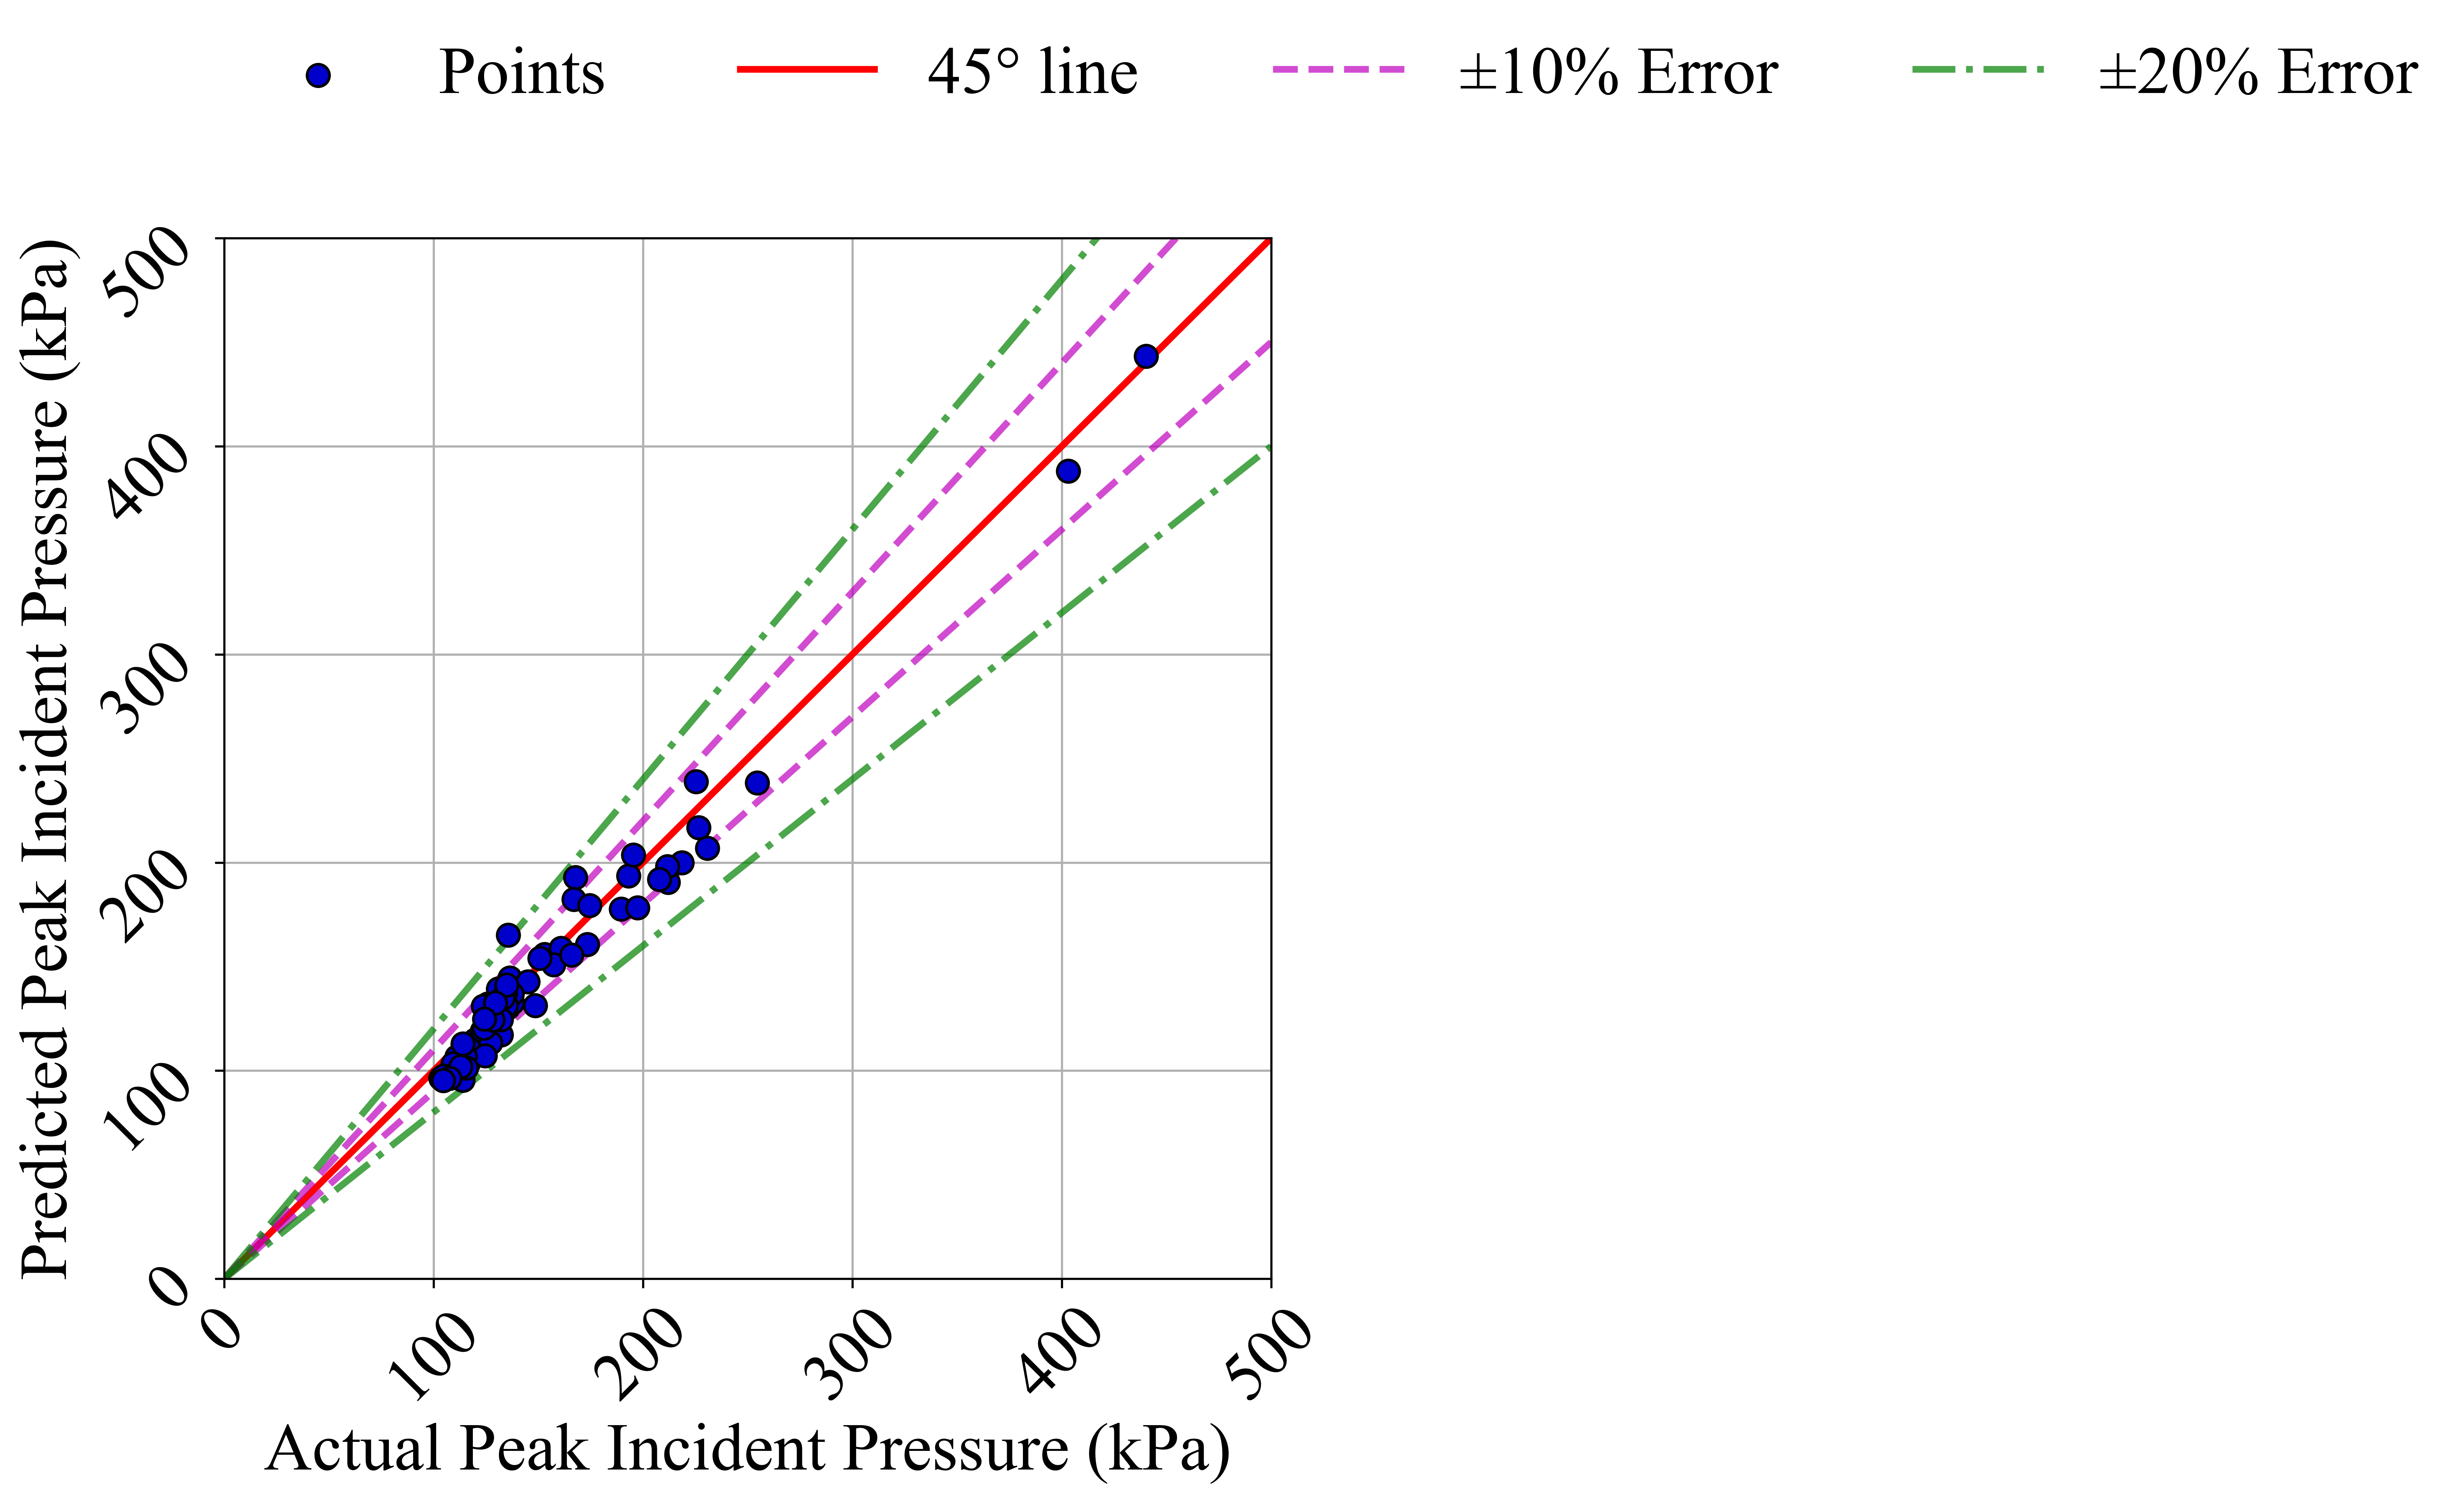 Points 45° line ±10% Error ±20% Error
Predicted Peak Incident Pressure (kPa)
500
400
300
200
100
0
0 100 200 300 400 500
Actual Peak Incident Pressure (kPa)